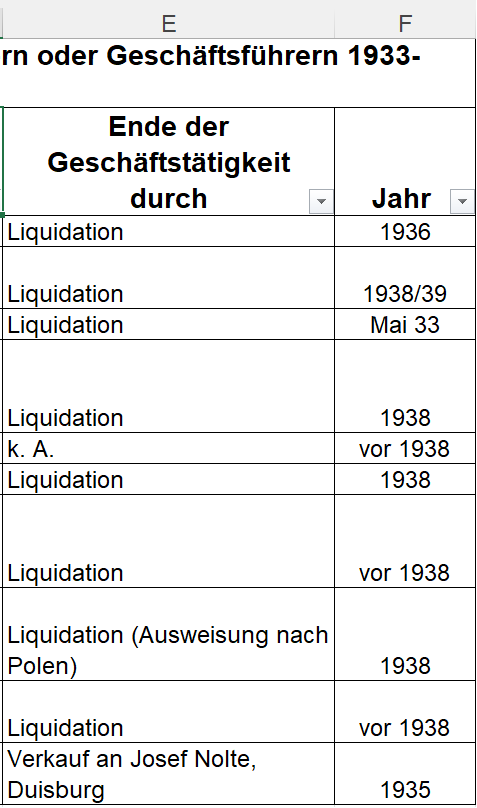 E F
rn oder Geschäftsführern 1933-
Ende der
Geschäftstätigkeit
durch Jahr
Liquidation 1936
Liquidation 1938/39
Liquidation Mai 33
Liquidation 1938
k. A. vor 1938
Liquidation 1938
Liquidation vor 1938
Liquidation (Ausweisung nach
Polen) 1938
Liquidation vor 1938
Verkauf an Josef Nolte,
Duisburg 1935